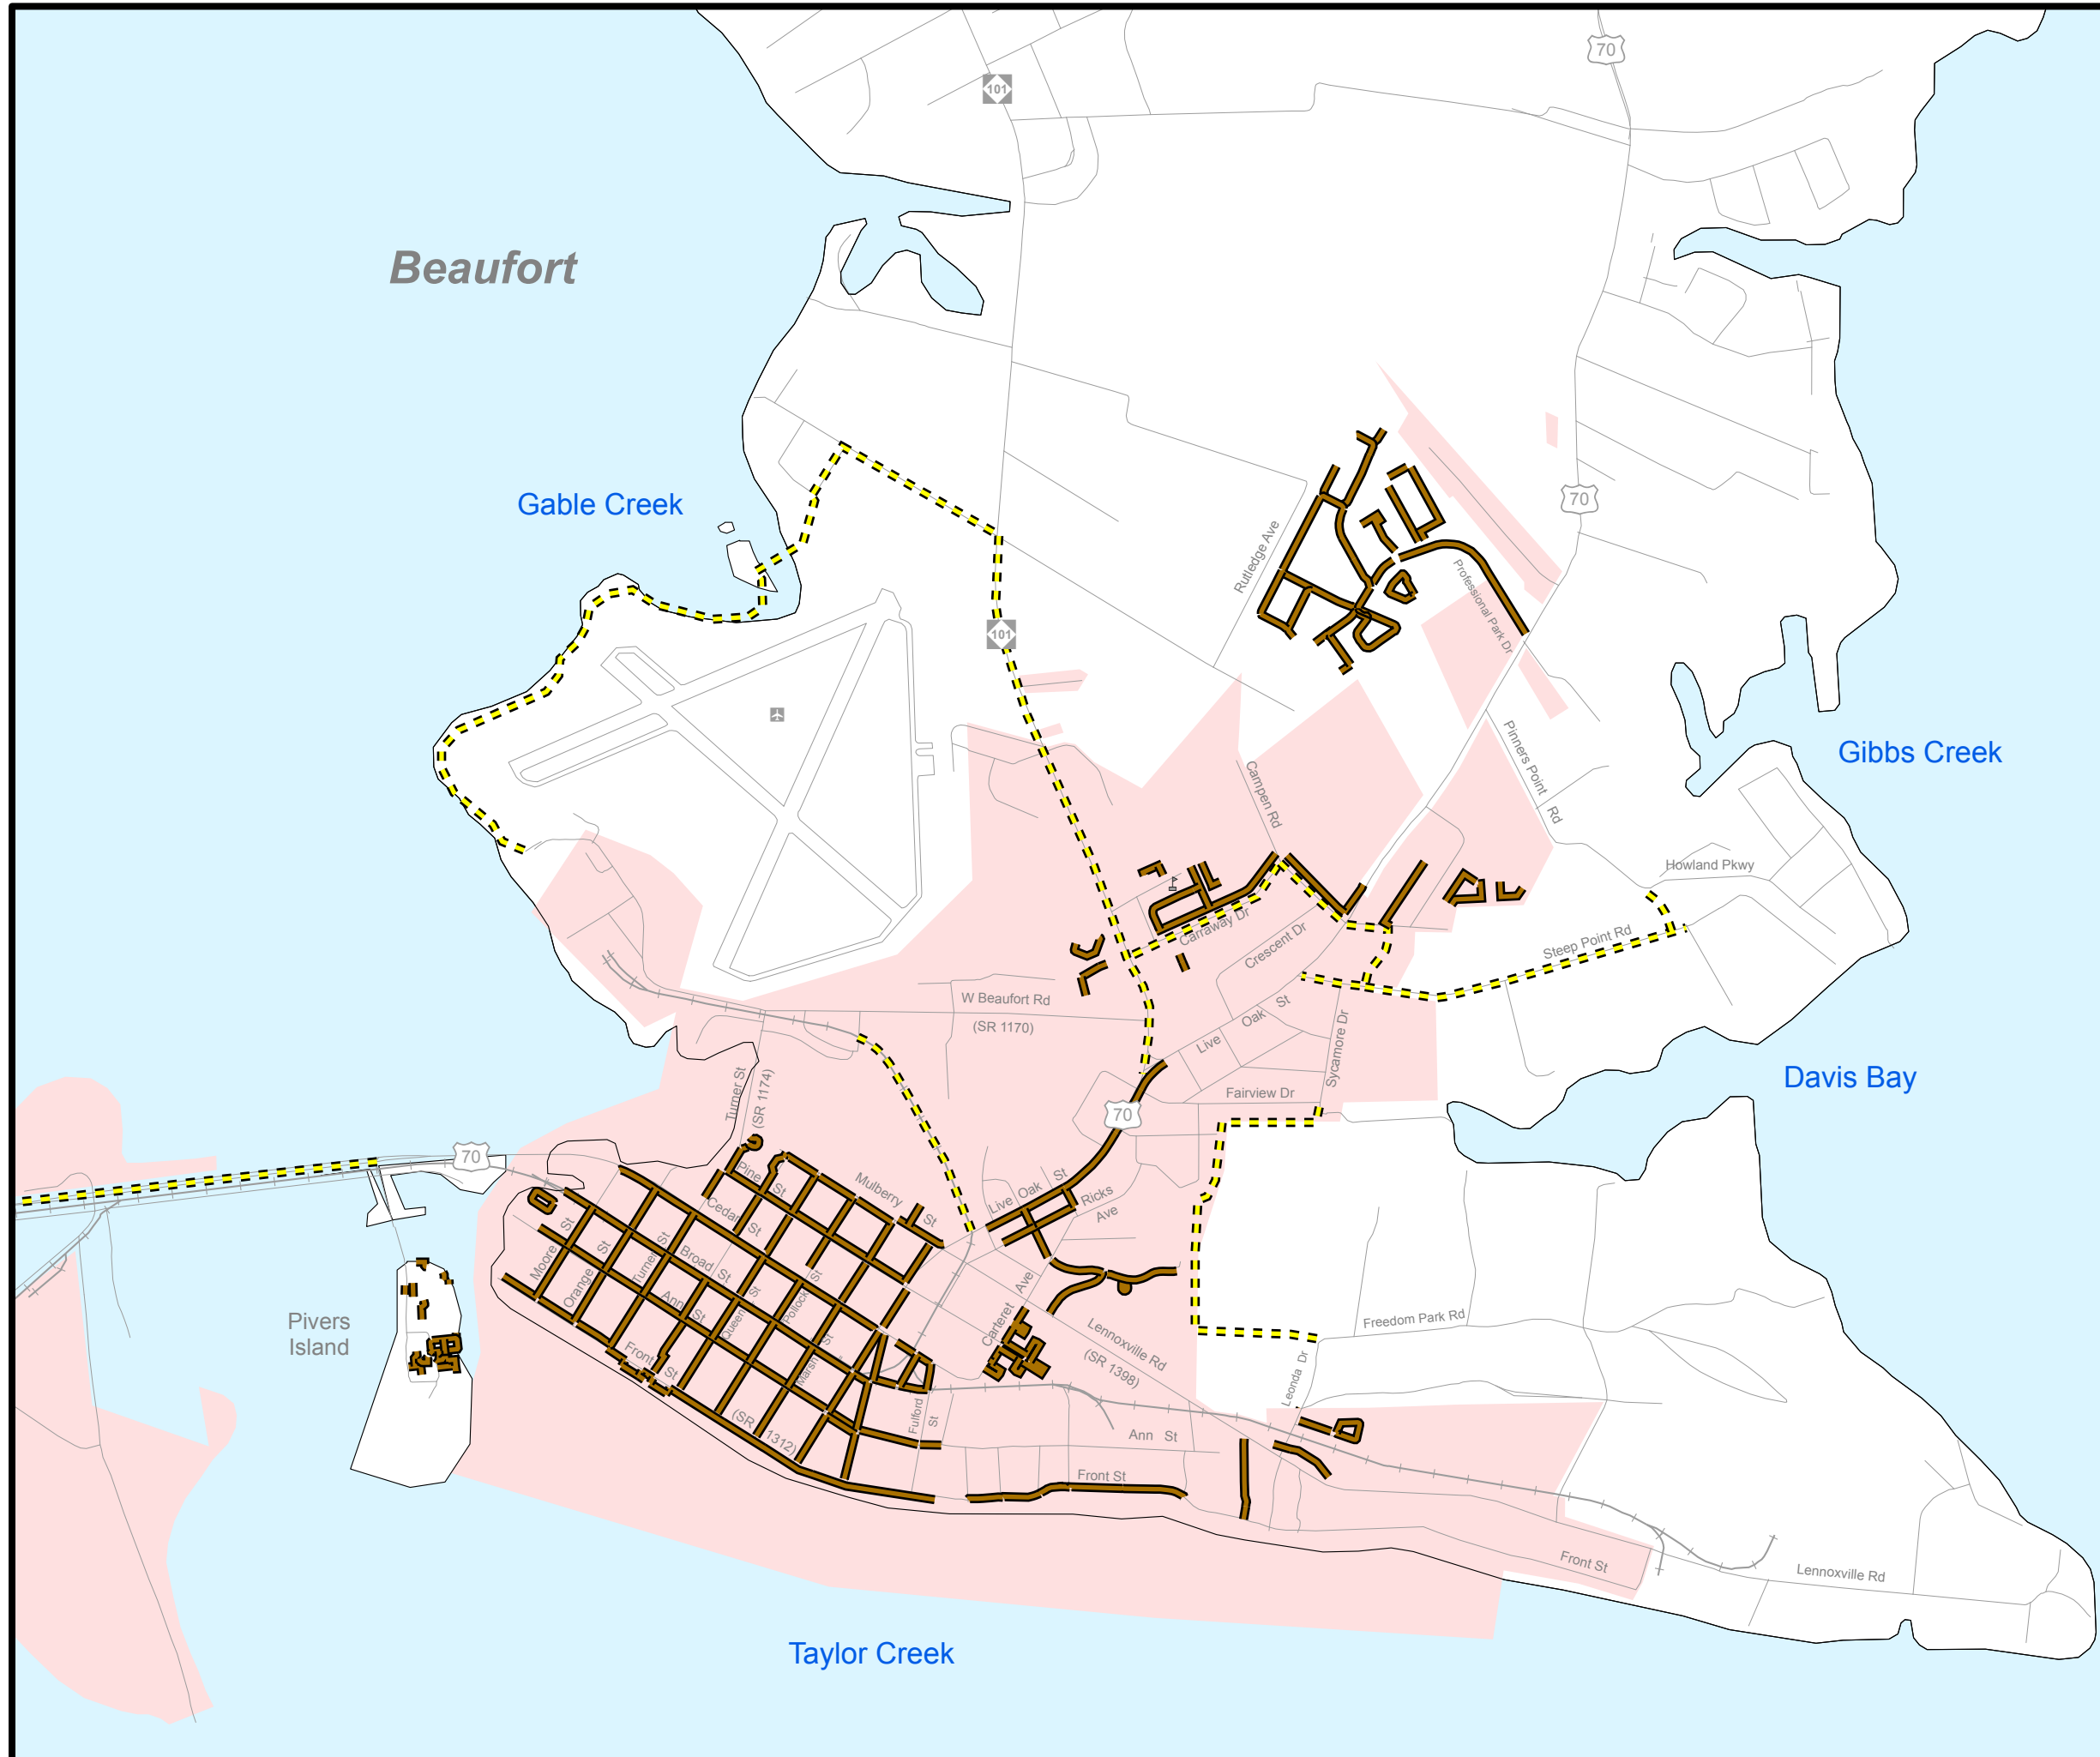 70
101
Beaufort
70
Gable Creek
Rutledge Ave
Professional Park Dr
101
Pinners Point Rd
Gibbs Creek
Campen Rd
Howland Pkwy
Carraway Dr
Crescent Dr
Steep Point Rd
W Beaufort Rd
(SR 1170)
Live Oak St
Sycamore Dr
Davis Bay
Turner St
(SR 1174)
Fairview Dr
70
70
Pine St
Mulberry St
Live Oak St
Ricks Ave
Cedar St
Moore St
Orange St
Turner St
Broad St
Ann St
Queen St
Pollock St
Marsh St
Front St
(SR 1312)
Carteret Ave
Pivers
Island
Lennoxville Rd
(SR 1398)
Freedom Park Rd
Leonda Dr
Fulford St
Ann St
Front St
Front St
Lennoxville Rd
Taylor Creek